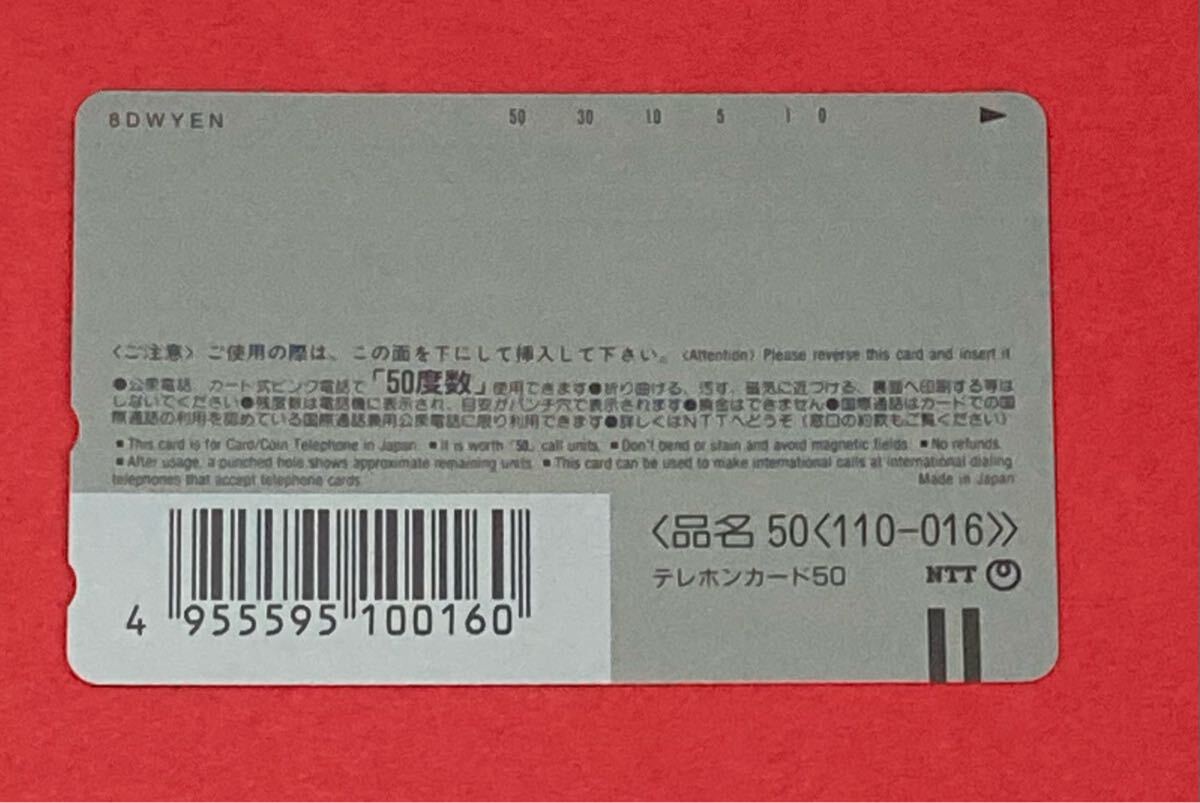 8DWYEN
50 30 10 5 1 0
〈ご注意〉ご使用の際は、この面を下にして挿入して下さい。〈Attention〉Please reverse this card and insert it
●公衆電話、カード式ピンク電話で「50度数」使用できます●折り曲げる、汚す、磁気に近づける、裏面へ印刷する等は
しないでください●残度数は電話機に表示され、目安がパンチ穴で表示されます●換金はできません●国際通話はカードでの国
際通話の利用を認めている国際通話兼用公衆電話に限り利用できます●詳しくはNTTへどうぞ（窓口の約款もご覧ください）
■This card is for Card/Coin Telephone in Japan. ■It is worth "50" call units. ■Don't bend or stain and avoid magnetic fields. ■No refunds.
■After usage, a punched hole shows approximate remaining units. ■This card can be used to make international calls at international dialing
telephones that accept telephone cards. Made in Japan
〈品名 50〈110-016〉〉
テレホンカード50 NTT
4 955595 100160